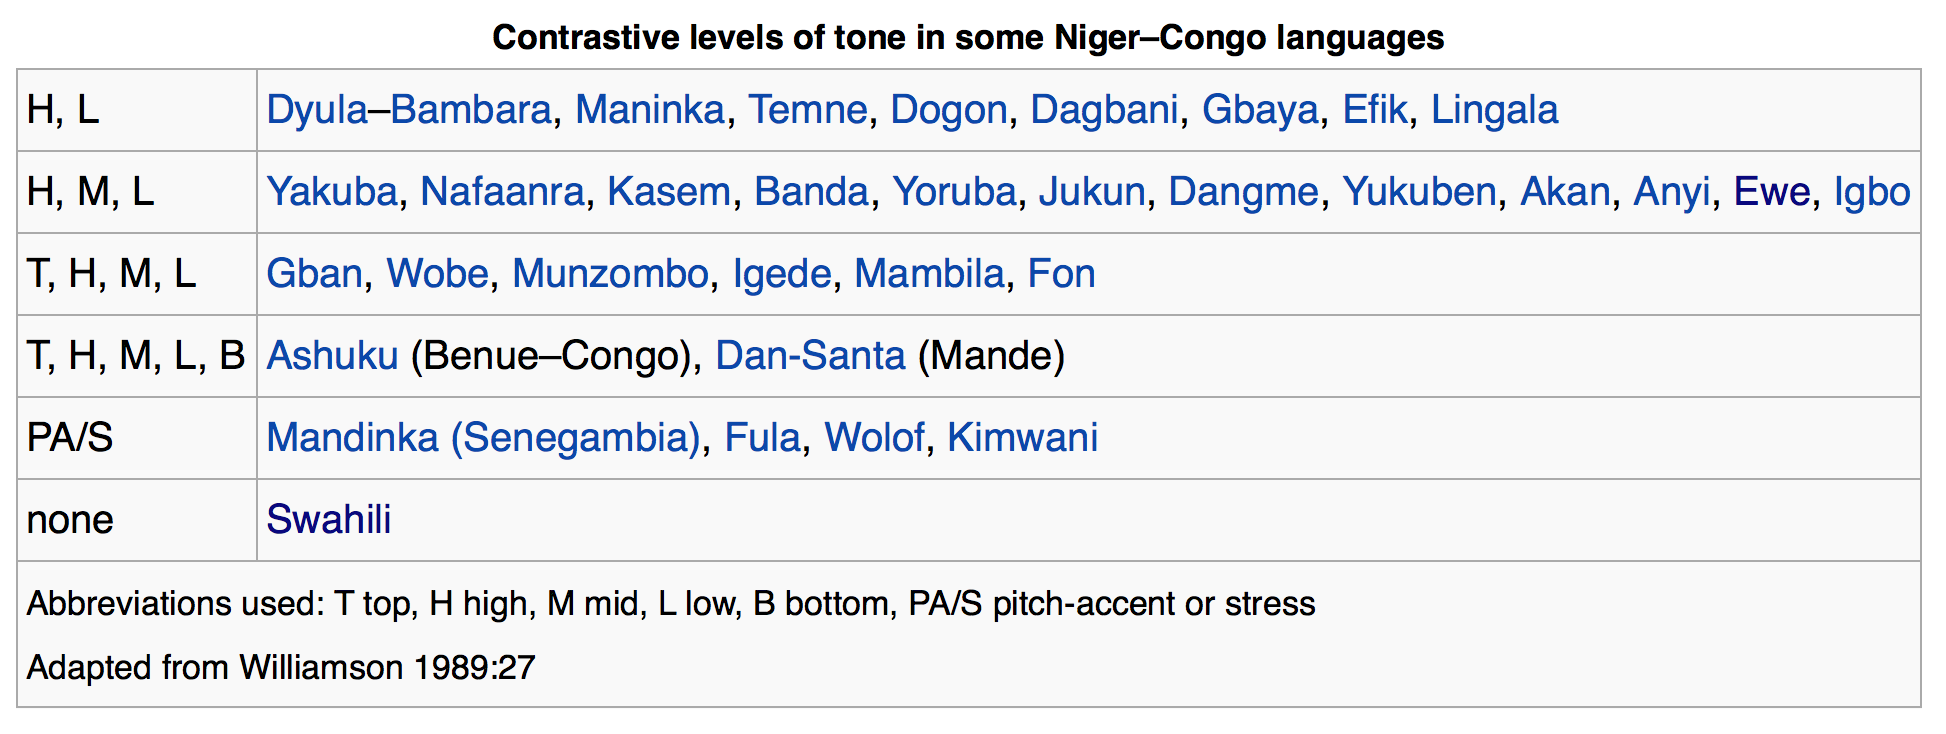 Contrastive levels of tone in some Niger–Congo languages
H, L Dyula–Bambara, Maninka, Temne, Dogon, Dagbani, Gbaya, Efik, Lingala
H, M, L Yakuba, Nafaanra, Kasem, Banda, Yoruba, Jukun, Dangme, Yukuben, Akan, Anyi, Ewe, Igbo
T, H, M, L Gban, Wobe, Munzombo, Igede, Mambila, Fon
T, H, M, L, B Ashuku (Benue–Congo), Dan-Santa (Mande)
PA/S Mandinka (Senegambia), Fula, Wolof, Kimwani
none Swahili
Abbreviations used: T top, H high, M mid, L low, B bottom, PA/S pitch-accent or stress
Adapted from Williamson 1989:27